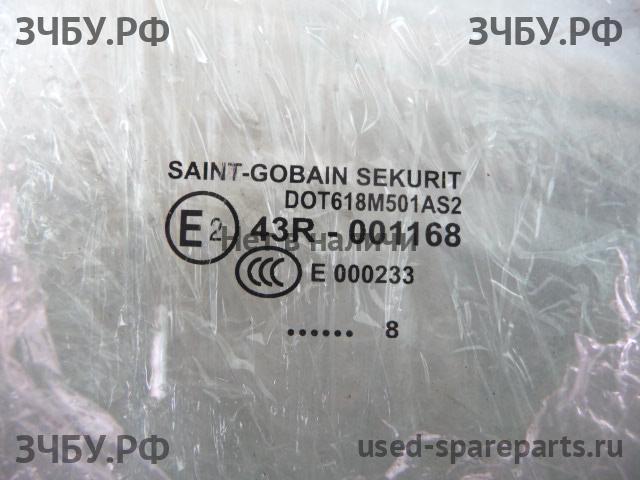 ЗЧБУ.РФ ЗЧБУ.РФ
SAINT-GOBAIN SEKURIT
DOT618M501AS2
E2 43R - 001168
Нет в наличи
CCC E 000233
...... 8
ЗЧБУ.РФ used-spareparts.ru